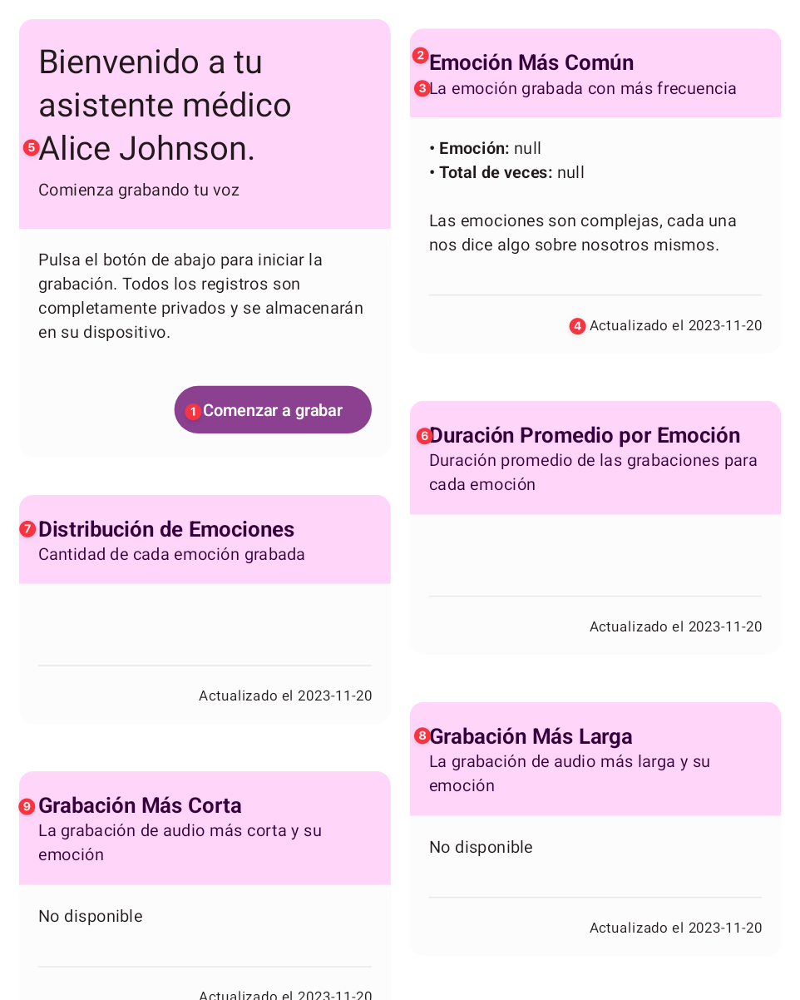 Bienvenido a tu
asistente médico
5 Alice Johnson.
Comienza grabando tu voz
Pulsa el botón de abajo para iniciar la
grabación. Todos los registros son
completamente privados y se almacenarán
en su dispositivo.
1 Comenzar a grabar
2 Emoción Más Común
3 La emoción grabada con más frecuencia
• Emoción: null
• Total de veces: null
Las emociones son complejas, cada una
nos dice algo sobre nosotros mismos.
4 Actualizado el 2023-11-20
6 Duración Promedio por Emoción
Duración promedio de las grabaciones para
cada emoción
Actualizado el 2023-11-20
7 Distribución de Emociones
Cantidad de cada emoción grabada
Actualizado el 2023-11-20
8 Grabación Más Larga
La grabación de audio más larga y su
emoción
No disponible
Actualizado el 2023-11-20
9 Grabación Más Corta
La grabación de audio más corta y su
emoción
No disponible
Actualizado el 2023-11-20